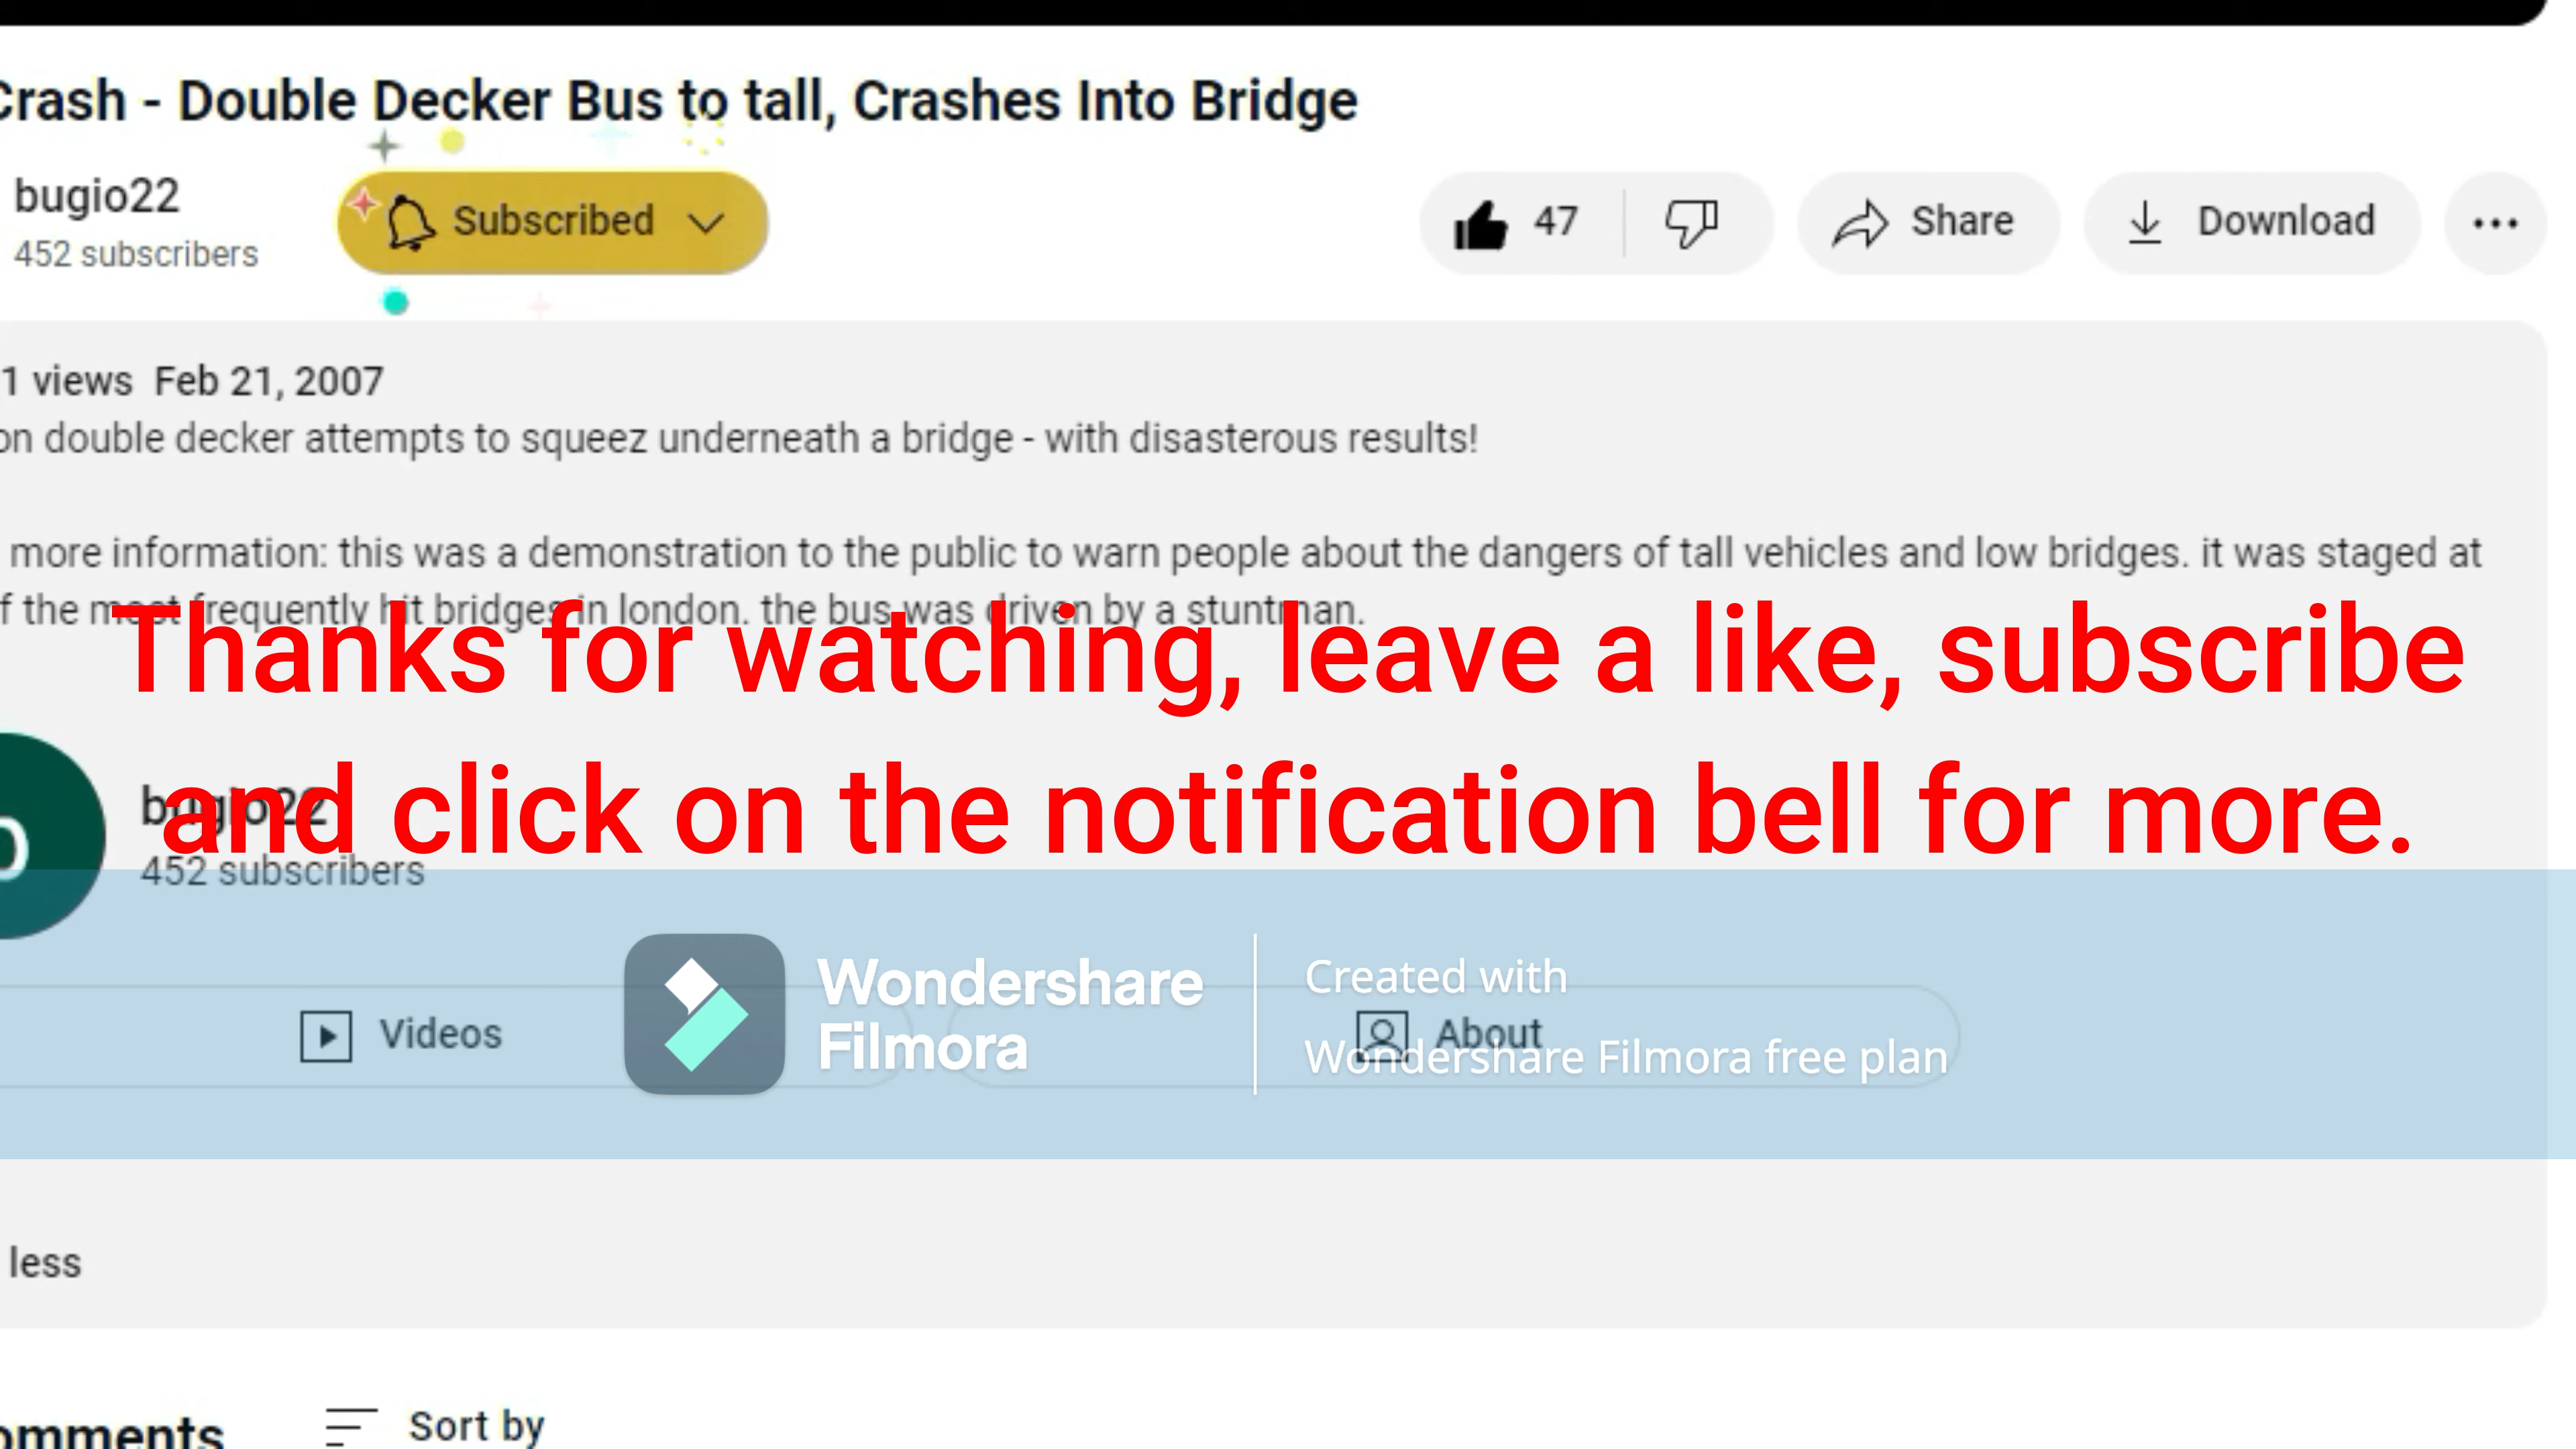 Crash - Double Decker Bus to tall, Crashes Into Bridge
bugio22
452 subscribers
Subscribed
47
Share
Download
1 views Feb 21, 2007
on double decker attempts to squeez underneath a bridge - with disasterous results!
more information: this was a demonstration to the public to warn people about the dangers of tall vehicles and low bridges. it was staged at
f the most frequently hit bridges in london. the bus was driven by a stuntman.
Thanks for watching, leave a like, subscribe
and click on the notification bell for more.
bugio22
452 subscribers
Videos
About
Wondershare
Filmora
Created with
Wondershare Filmora free plan
less
omments
Sort by